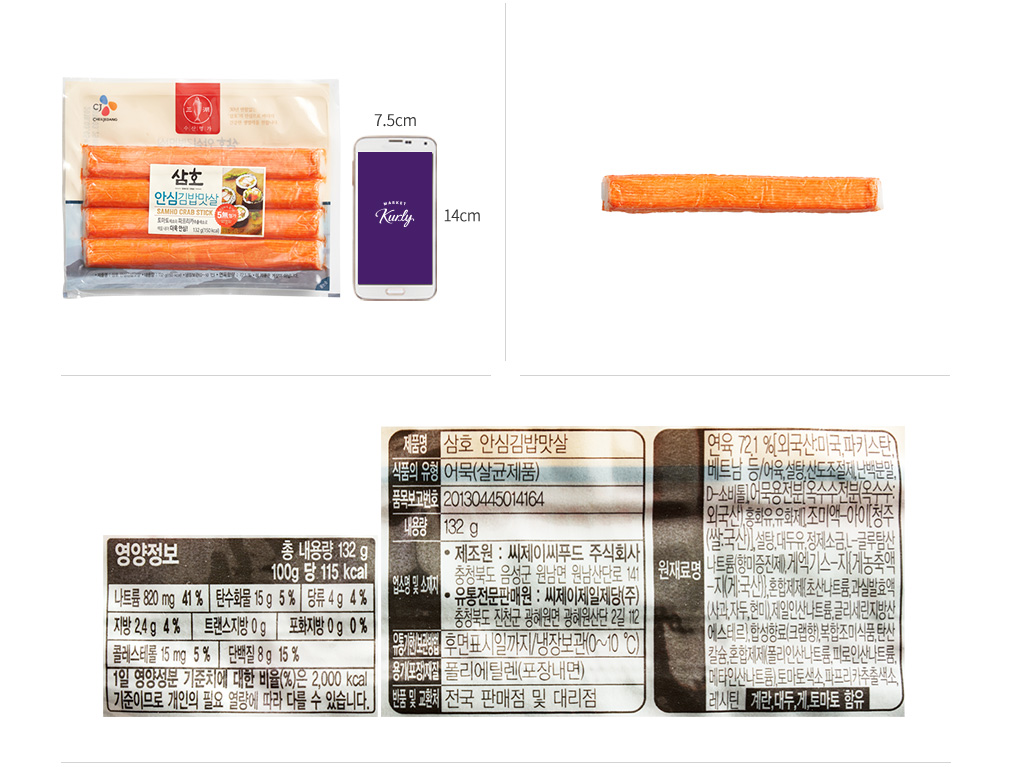 CJ
CHEILJEDANG
수산명가
삼호
안심김밥맛살
SAMHO CRAB STICK
132 g(150 kcal)
7.5cm
MARKET
Kurly.
14cm
영양정보
총 내용량 132 g
100g 당 115 kcal
나트륨 820 mg 41 % 탄수화물 15 g 5 % 당류 4 g 4 %
지방 2.4 g 4 % 트랜스지방 0 g 포화지방 0 g 0 %
콜레스테롤 15 mg 5 % 단백질 8 g 15 %
1일 영양성분 기준치에 대한 비율(%)은 2,000 kcal
기준이므로 개인의 필요 열량에 따라 다를 수 있습니다.
제품명 삼호 안심김밥맛살
식품의 유형 어묵(살균제품)
품목보고번호 20130445014164
내용량 132 g
업소명 및 소재지
• 제조원 : 씨제이씨푸드 주식회사
충청북도 음성군 원남면 원남산단로 141
• 유통전문판매원 : 씨제이제일제당(주)
충청북도 진천군 광혜원면 광혜원산단 2길 112
유통기한/보관방법 후면표시일까지/냉장보관(0~10 ℃)
용기(포장)재질 폴리에틸렌(포장내면)
반품 및 교환처 전국 판매점 및 대리점
원재료명
연육 72.1 %[외국산:미국,파키스탄,
베트남 등/어육,설탕,산도조절제],난백분말,
D-소비톨],어묵용전분[옥수수전분(옥수수:
외국산)],홍화유,유화제],조미액-아이[청주
(쌀:국산)],설탕,대두유,정제소금,L-글루탐산
나트륨(향미증진제),게엑기스-자[게농축액
-자(게:국산)],혼합제제[초산나트륨,과실발효액
(사과,자두,현미),제일인산나트륨,글리세린지방산
에스테르],합성향료(크랩향),복합조미식품,탄산
칼슘,혼합제제(폴리인산나트륨,피로인산나트륨,
메타인산나트륨),토마토색소,파프리카추출색소,
레시틴 계란,대두,게,토마토 함유